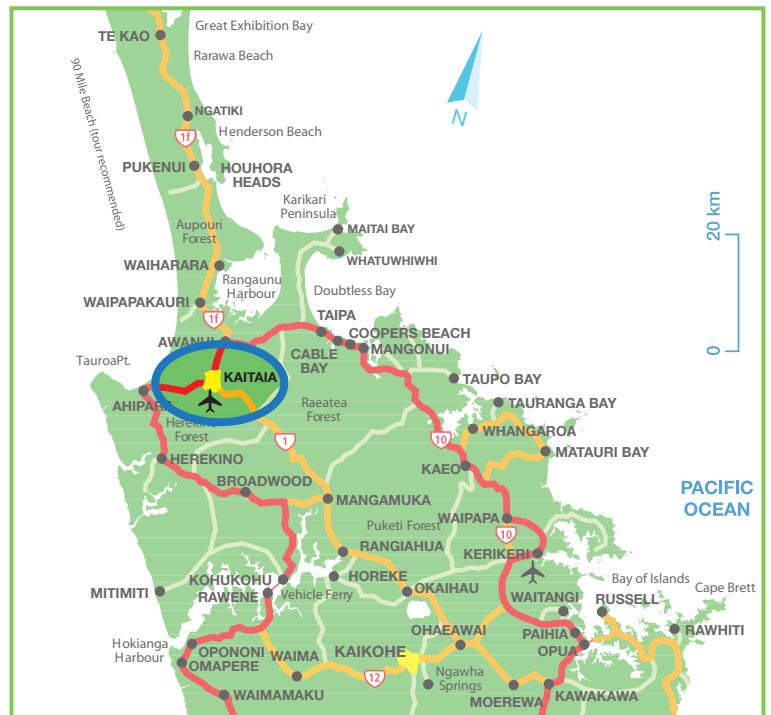 Great Exhibition Bay
TE KAO
Rarawa Beach
90 Mile Beach (tour recommended)
NGATIKI
1f
Henderson Beach
PUKENUI
HOUHORA
HEADS
N
Karikari
Peninsula
MAITAI BAY
WHATUWHIWHI
Aupouri
Forest
WAIHARARA
Rangaunu
Harbour
Doubtless Bay
20 km
0
WAIPAPAKAURI
1f
TAIPA
COOPERS BEACH
MANGONUI
CABLE
BAY
AWANUI
TauroaPt.
KAITAIA
TAUPO BAY
AHIPARA
Herekino
Forest
Raeatea
Forest
TAURANGA BAY
1
10
WHANGAROA
MATAURI BAY
HEREKINO
KAEO
BROADWOOD
MANGAMUKA
PACIFIC
OCEAN
Puketi Forest
WAIPAPA
10
RANGIAHUA
KERIKERI
KOHUKOHU
HOREKE
OKAIHAU
MITIMITI
RAWENE
Vehicle Ferry
Bay of Islands
Cape Brett
WAITANGI
RUSSELL
OHAEAWAI
PAIHIA
RAWHITI
Hokianga
Harbour
OPONONI
OMAPERE
WAIMA
KAIKOHE
OPUA
12
Ngawha
Springs
WAIMAMAKU
MOEREWA
KAWAKAWA